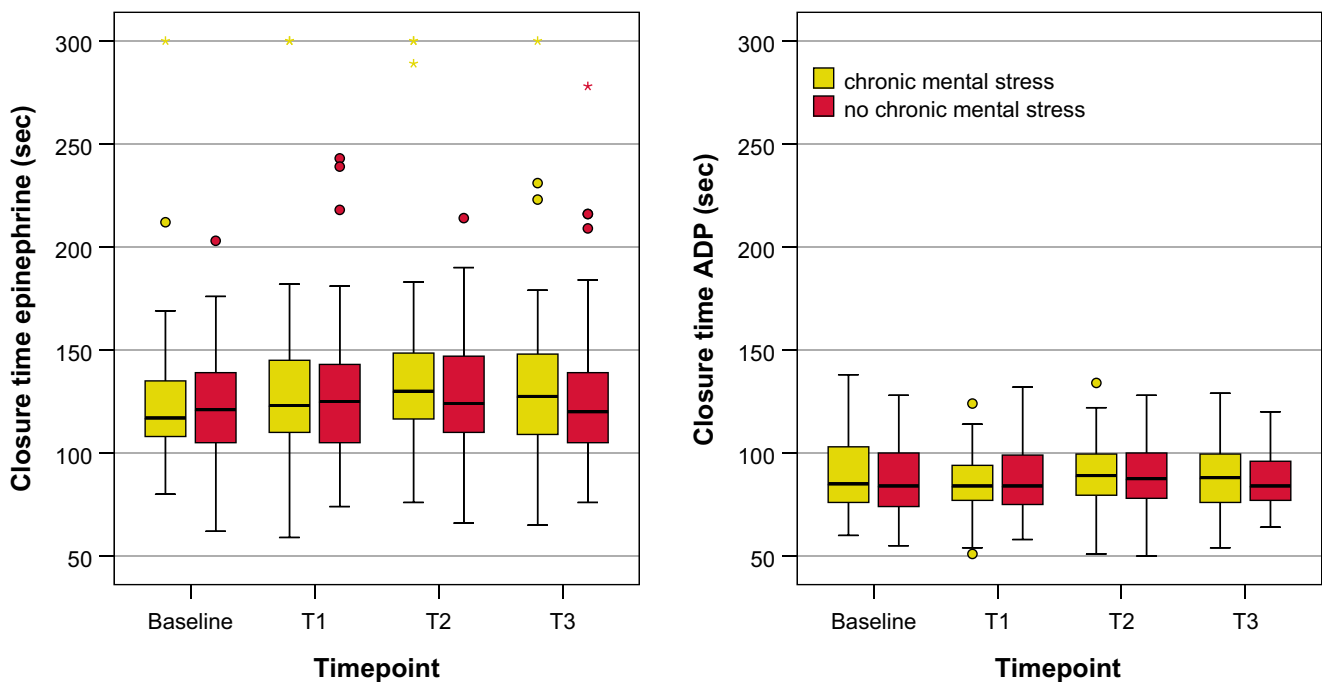 Closure time epinephrine (sec)
300
250
200
150
100
50
Baseline T1 T2 T3
Timepoint
Closure time ADP (sec)
300
250
200
150
100
50
chronic mental stress
no chronic mental stress
Baseline T1 T2 T3
Timepoint